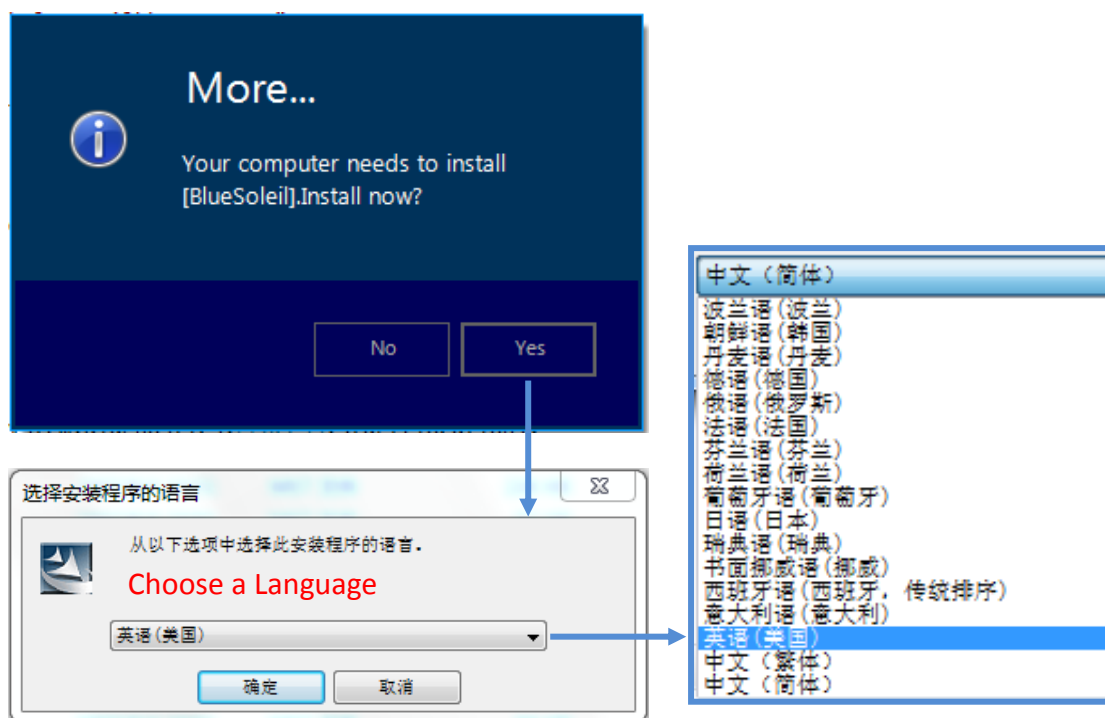 More...
Your computer needs to install
[BlueSoleil].Install now?
No
Yes
选择安装程序的语言
从以下选项中选择此安装程序的语言.
Choose a Language
英语(美国)
确定
取消
中文（简体）
波兰语(波兰)
朝鲜语(韩国)
丹麦语(丹麦)
德语(德国)
俄语(俄罗斯)
法语(法国)
芬兰语(芬兰)
荷兰语(荷兰)
葡萄牙语(葡萄牙)
日语(日本)
瑞典语(瑞典)
书面挪威语(挪威)
西班牙语(西班牙, 传统排序)
意大利语(意大利)
英语(美国)
中文（繁体）
中文（简体）